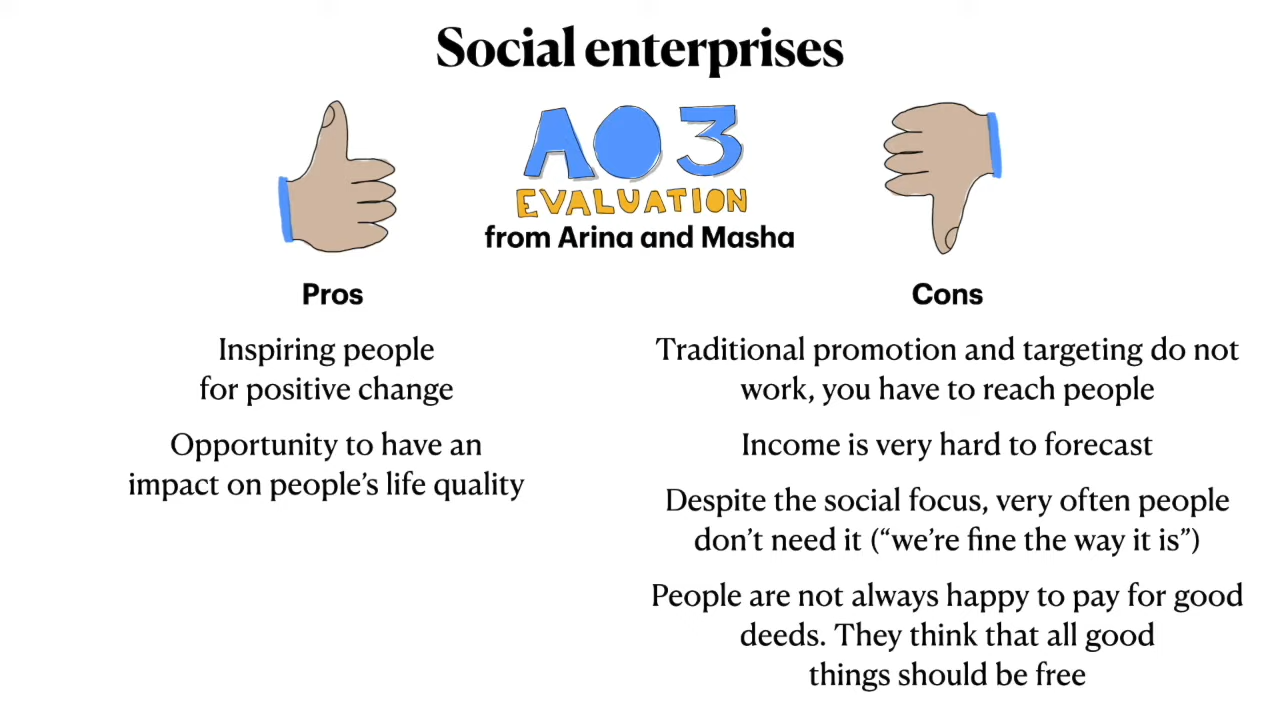 Social enterprises
AO3
EVALUATION
from Arina and Masha
Pros
Inspiring people
for positive change
Opportunity to have an
impact on people’s life quality
Cons
Traditional promotion and targeting do not
work, you have to reach people
Income is very hard to forecast
Despite the social focus, very often people
don’t need it (“we’re fine the way it is”)
People are not always happy to pay for good
deeds. They think that all good
things should be free